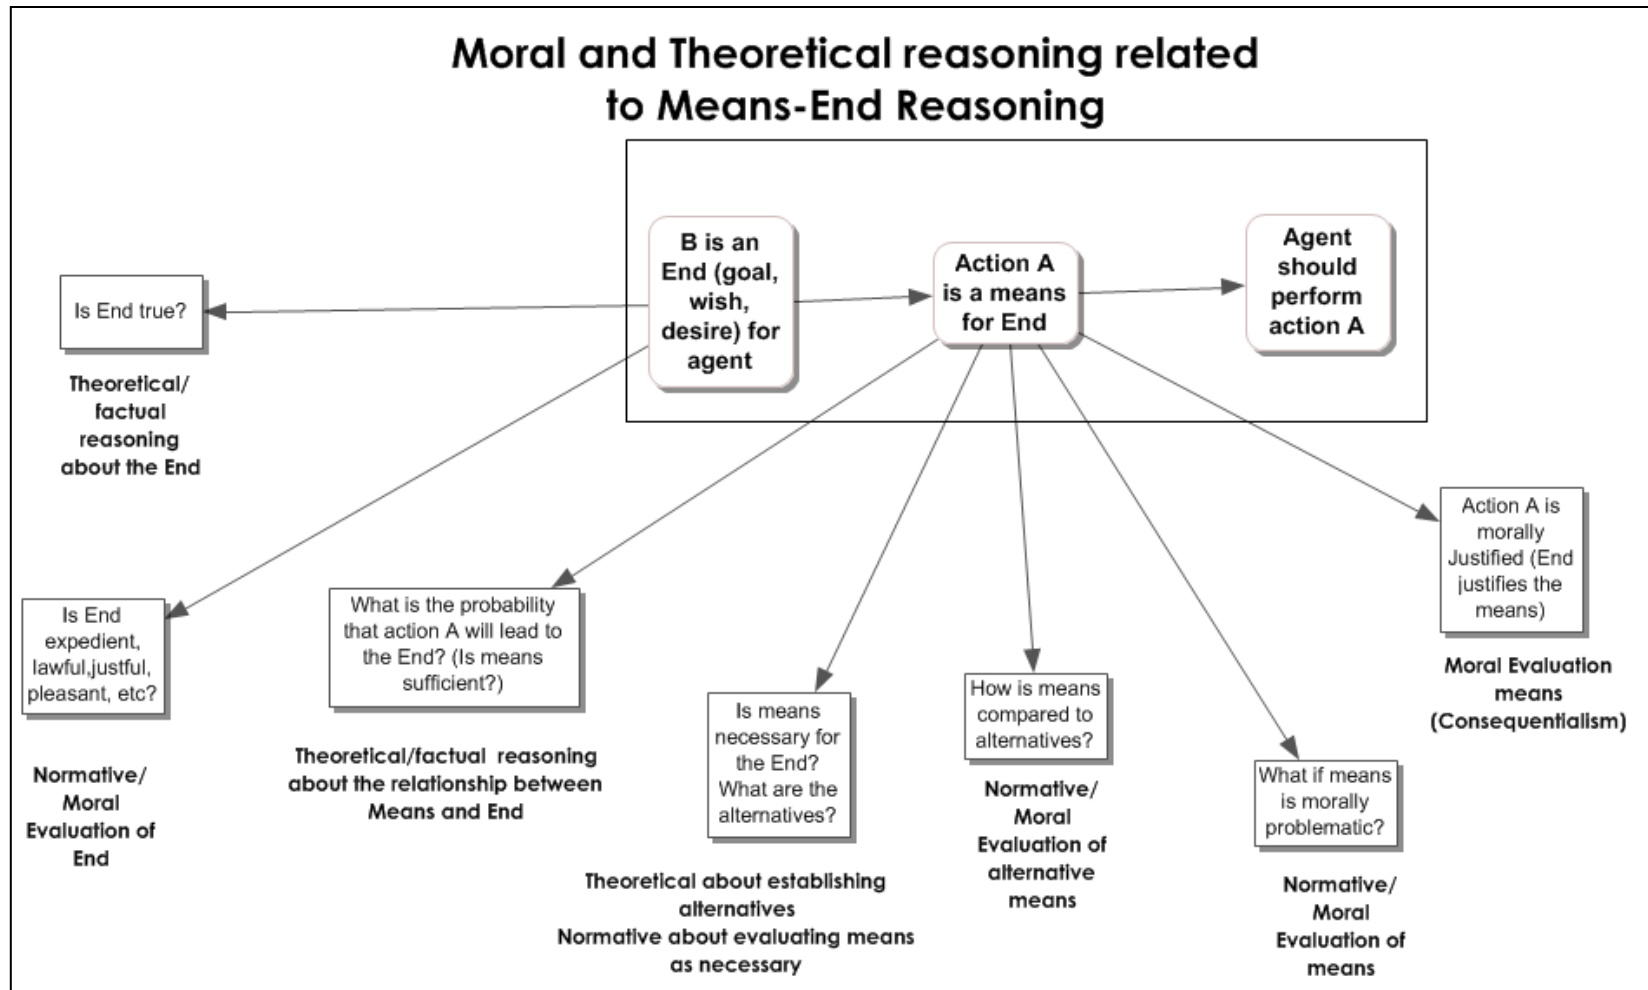 Moral and Theoretical reasoning related
to Means-End Reasoning
B is an
End (goal,
wish,
desire) for
agent
Action A
is a means
for End
Agent
should
perform
action A
Is End true?
Theoretical/
factual
reasoning
about the End
Is End
expedient,
lawful,justful,
pleasant, etc?
Normative/
Moral
Evaluation of
End
What is the probability
that action A will lead to
the End? (Is means
sufficient?)
Theoretical/factual reasoning
about the relationship between
Means and End
Is means
necessary for
the End?
What are the
alternatives?
Theoretical about establishing
alternatives
Normative about evaluating means
as necessary
How is means
compared to
alternatives?
Normative/
Moral
Evaluation of
alternative
means
What if means
is morally
problematic?
Normative/
Moral
Evaluation of
means
Action A is
morally
Justified (End
justifies the
means)
Moral Evaluation
means
(Consequentialism)